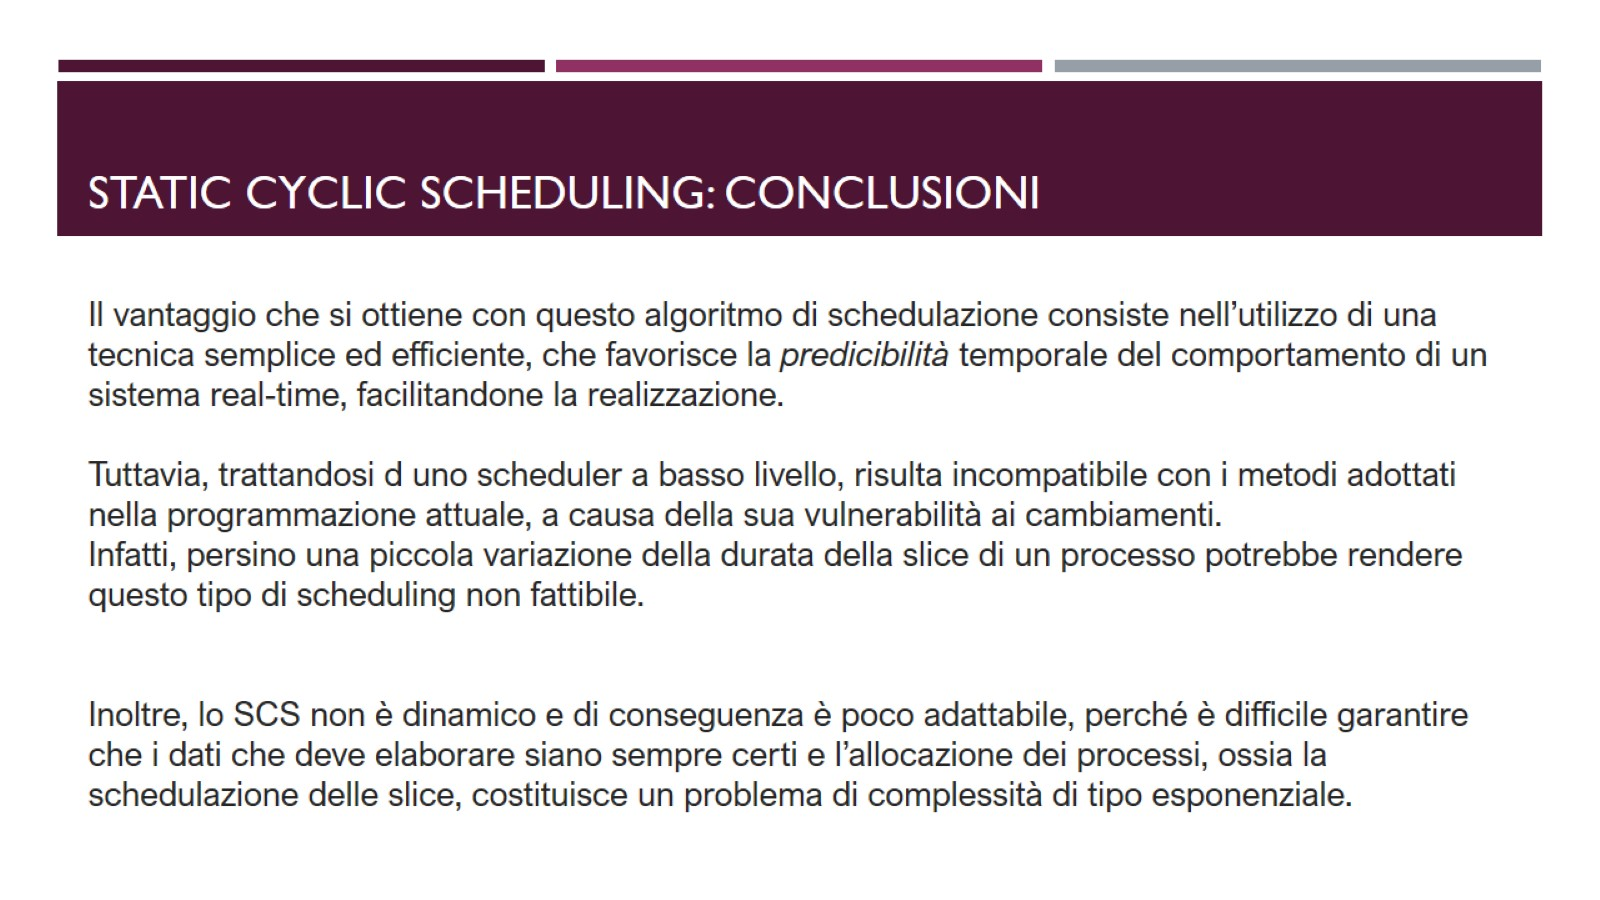 STATIC CYCLIC SCHEDULING: CONCLUSIONI
Il vantaggio che si ottiene con questo algoritmo di schedulazione consiste nell’utilizzo di una
tecnica semplice ed efficiente, che favorisce la predicibilità temporale del comportamento di un
sistema real-time, facilitandone la realizzazione.
Tuttavia, trattandosi d uno scheduler a basso livello, risulta incompatibile con i metodi adottati
nella programmazione attuale, a causa della sua vulnerabilità ai cambiamenti.
Infatti, persino una piccola variazione della durata della slice di un processo potrebbe rendere
questo tipo di scheduling non fattibile.
Inoltre, lo SCS non è dinamico e di conseguenza è poco adattabile, perché è difficile garantire
che i dati che deve elaborare siano sempre certi e l’allocazione dei processi, ossia la
schedulazione delle slice, costituisce un problema di complessità di tipo esponenziale.